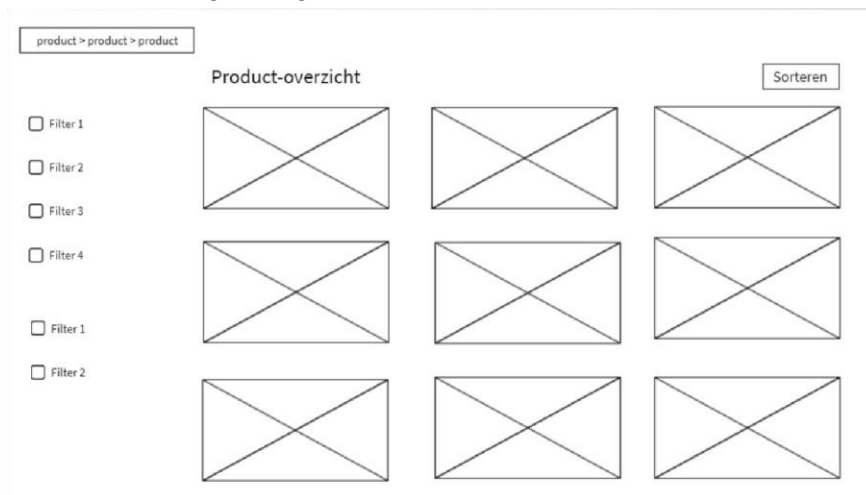 product > product > product
Product-overzicht
Sorteren
Filter 1
Filter 2
Filter 3
Filter 4
Filter 1
Filter 2